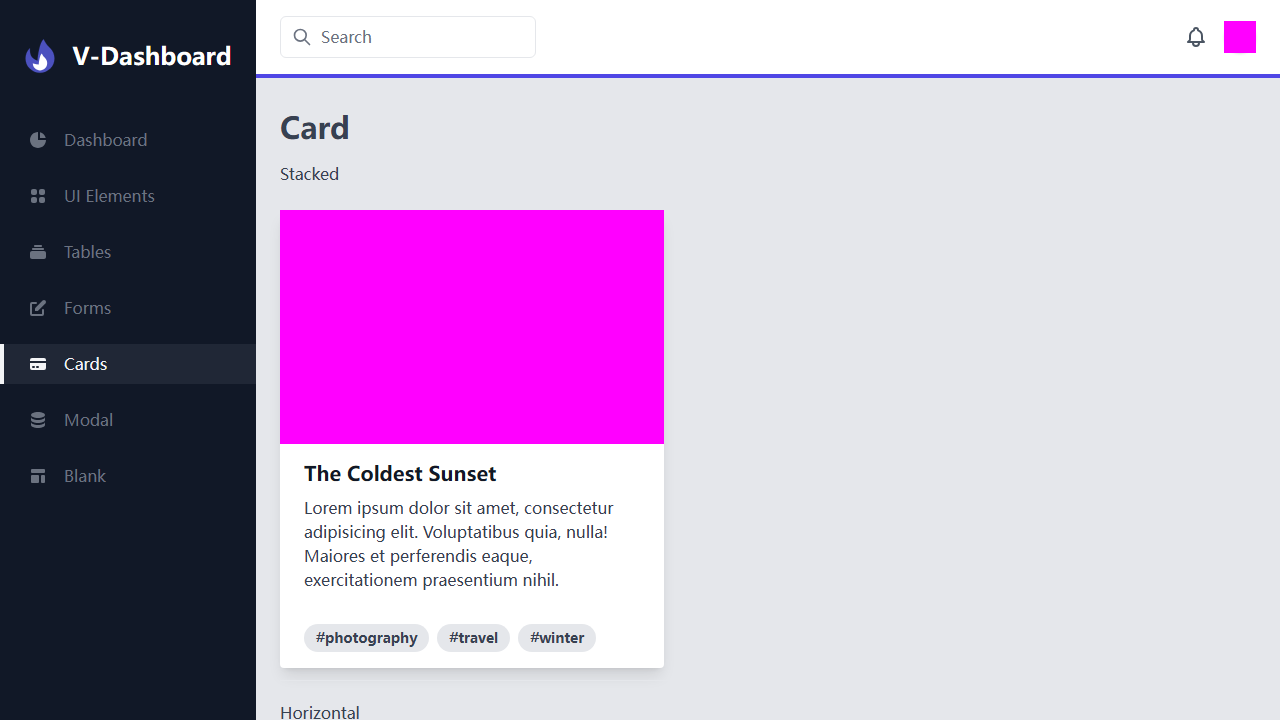 V-Dashboard
Dashboard
UI Elements
Tables
Forms
Cards
Modal
Blank
Search
Card
Stacked
The Coldest Sunset
Lorem ipsum dolor sit amet, consectetur
adipisicing elit. Voluptatibus quia, nulla!
Maiores et perferendis eaque,
exercitationem praesentium nihil.
#photography #travel #winter
Horizontal